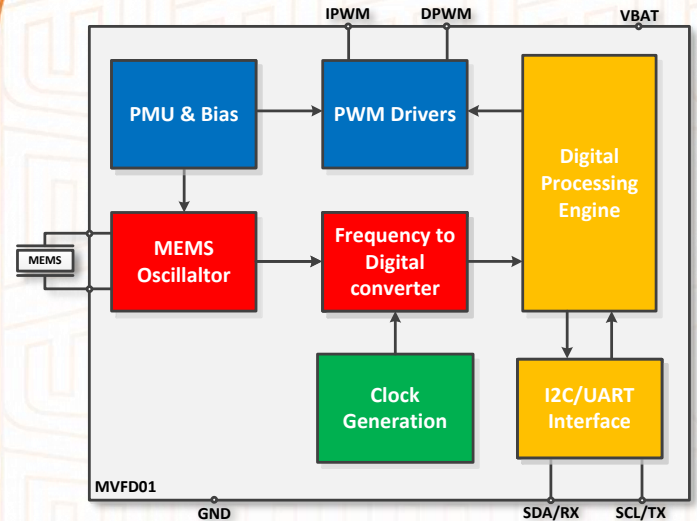 IPWM DPWM VBAT
PMU & Bias
PWM Drivers
Digital
Processing
Engine
MEMS
MEMS
Oscillaltor
Frequency to
Digital
converter
Clock
Generation
I2C/UART
Interface
MVFD01
GND SDA/RX SCL/TX